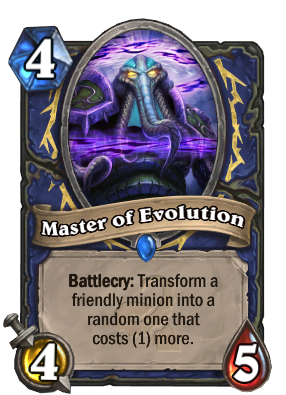 4
Master of Evolution
Battlecry: Transform a
friendly minion into a
random one that
costs (1) more.
4
5